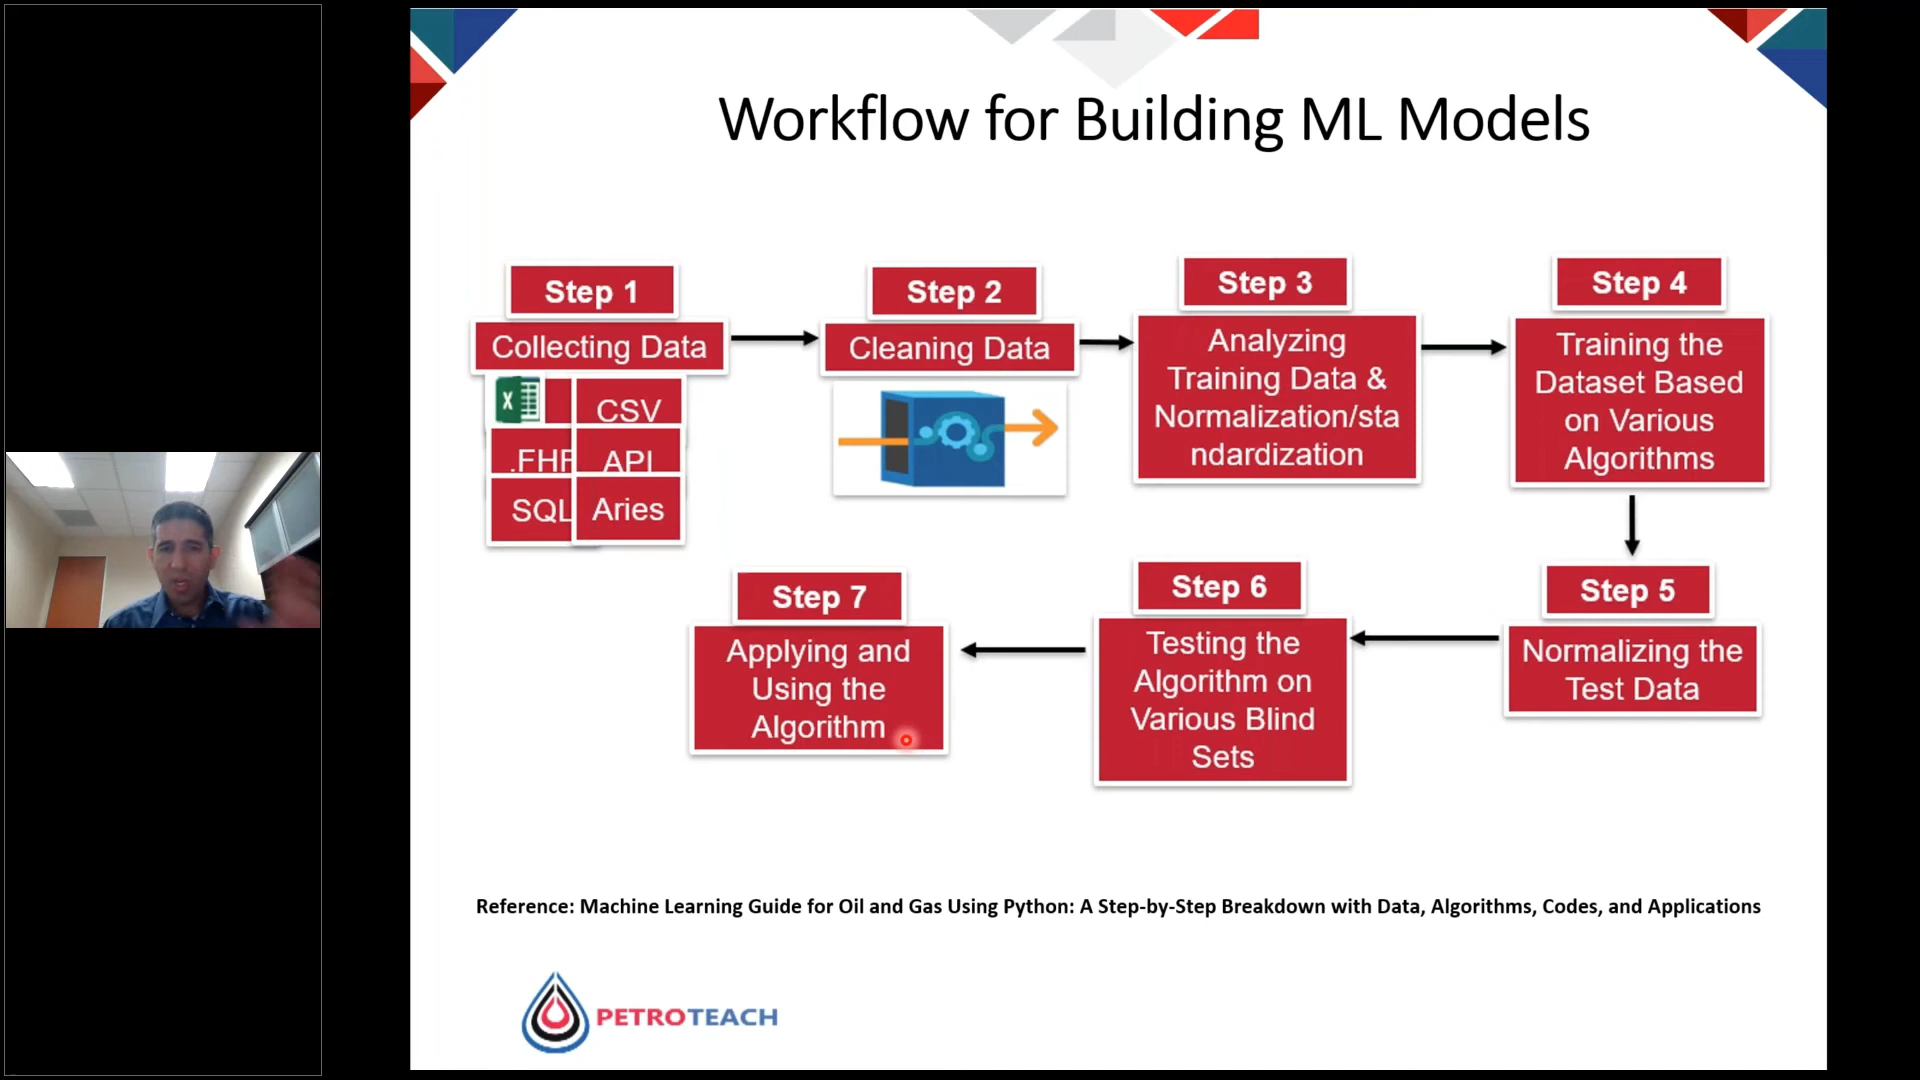 Workflow for Building ML Models
Step 1
Collecting Data
X
CSV
API
SQL
Aries
Step 2
Cleaning Data
Step 3
Analyzing
Training Data &
Normalization/sta
ndardization
Step 4
Training the
Dataset Based
on Various
Algorithms
Step 5
Normalizing the
Test Data
Step 6
Testing the
Algorithm on
Various Blind
Sets
Step 7
Applying and
Using the
Algorithm
Reference: Machine Learning Guide for Oil and Gas Using Python: A Step-by-Step Breakdown with Data, Algorithms, Codes, and Applications
PETROTEACH